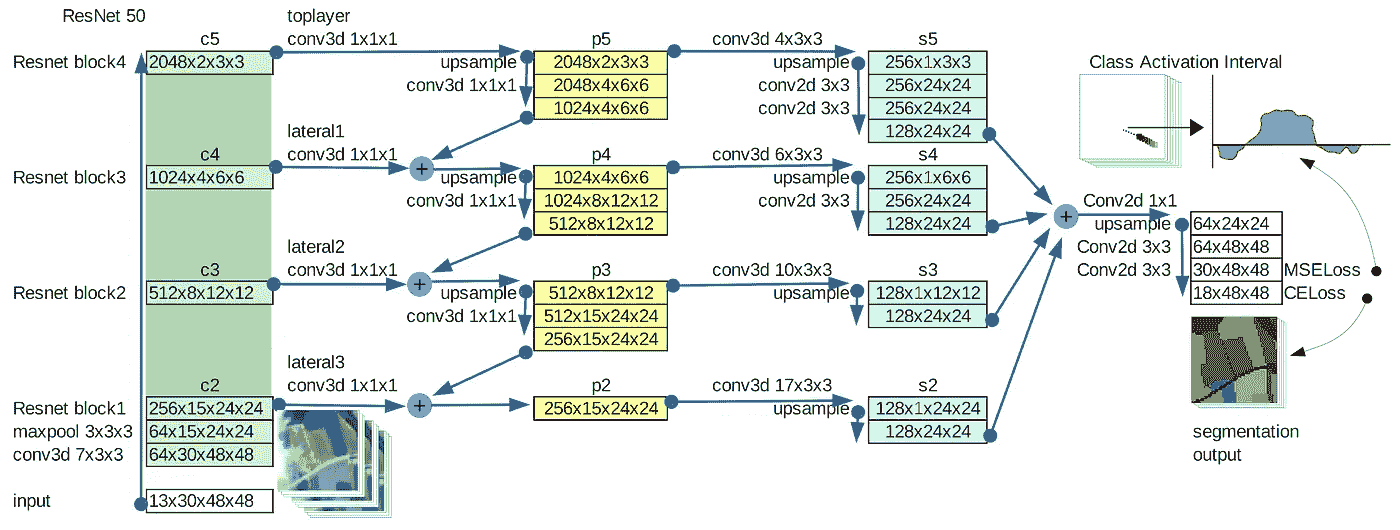 ResNet 50
toplayer
c5
conv3d 1x1x1
p5
conv3d 4x3x3
s5
Resnet block4
2048x2x3x3
upsample
2048x2x3x3
upsample
256x1x3x3
Class Activation Interval
conv3d 1x1x1
2048x4x6x6
conv2d 3x3
256x24x24
1024x4x6x6
conv2d 3x3
256x24x24
lateral1
128x24x24
c4
conv3d 1x1x1
p4
conv3d 6x3x3
s4
Resnet block3
1024x4x6x6
+
upsample
1024x4x6x6
upsample
256x1x6x6
conv3d 1x1x1
1024x8x12x12
conv2d 3x3
256x24x24
Conv2d 1x1
512x8x12x12
128x24x24
+
upsample
64x24x24
lateral2
Conv2d 3x3
64x48x48
c3
conv3d 1x1x1
p3
conv3d 10x3x3
s3
Conv2d 3x3
30x48x48
MSELoss
Resnet block2
512x8x12x12
+
upsample
512x8x12x12
upsample
128x1x12x12
18x48x48
CELoss
conv3d 1x1x1
512x15x24x24
128x24x24
256x15x24x24
lateral3
c2
conv3d 1x1x1
p2
conv3d 17x3x3
s2
Resnet block1
256x15x24x24
+
256x15x24x24
upsample
128x1x24x24
maxpool 3x3x3
64x15x24x24
128x24x24
segmentation
output
conv3d 7x3x3
64x30x48x48
input
13x30x48x48